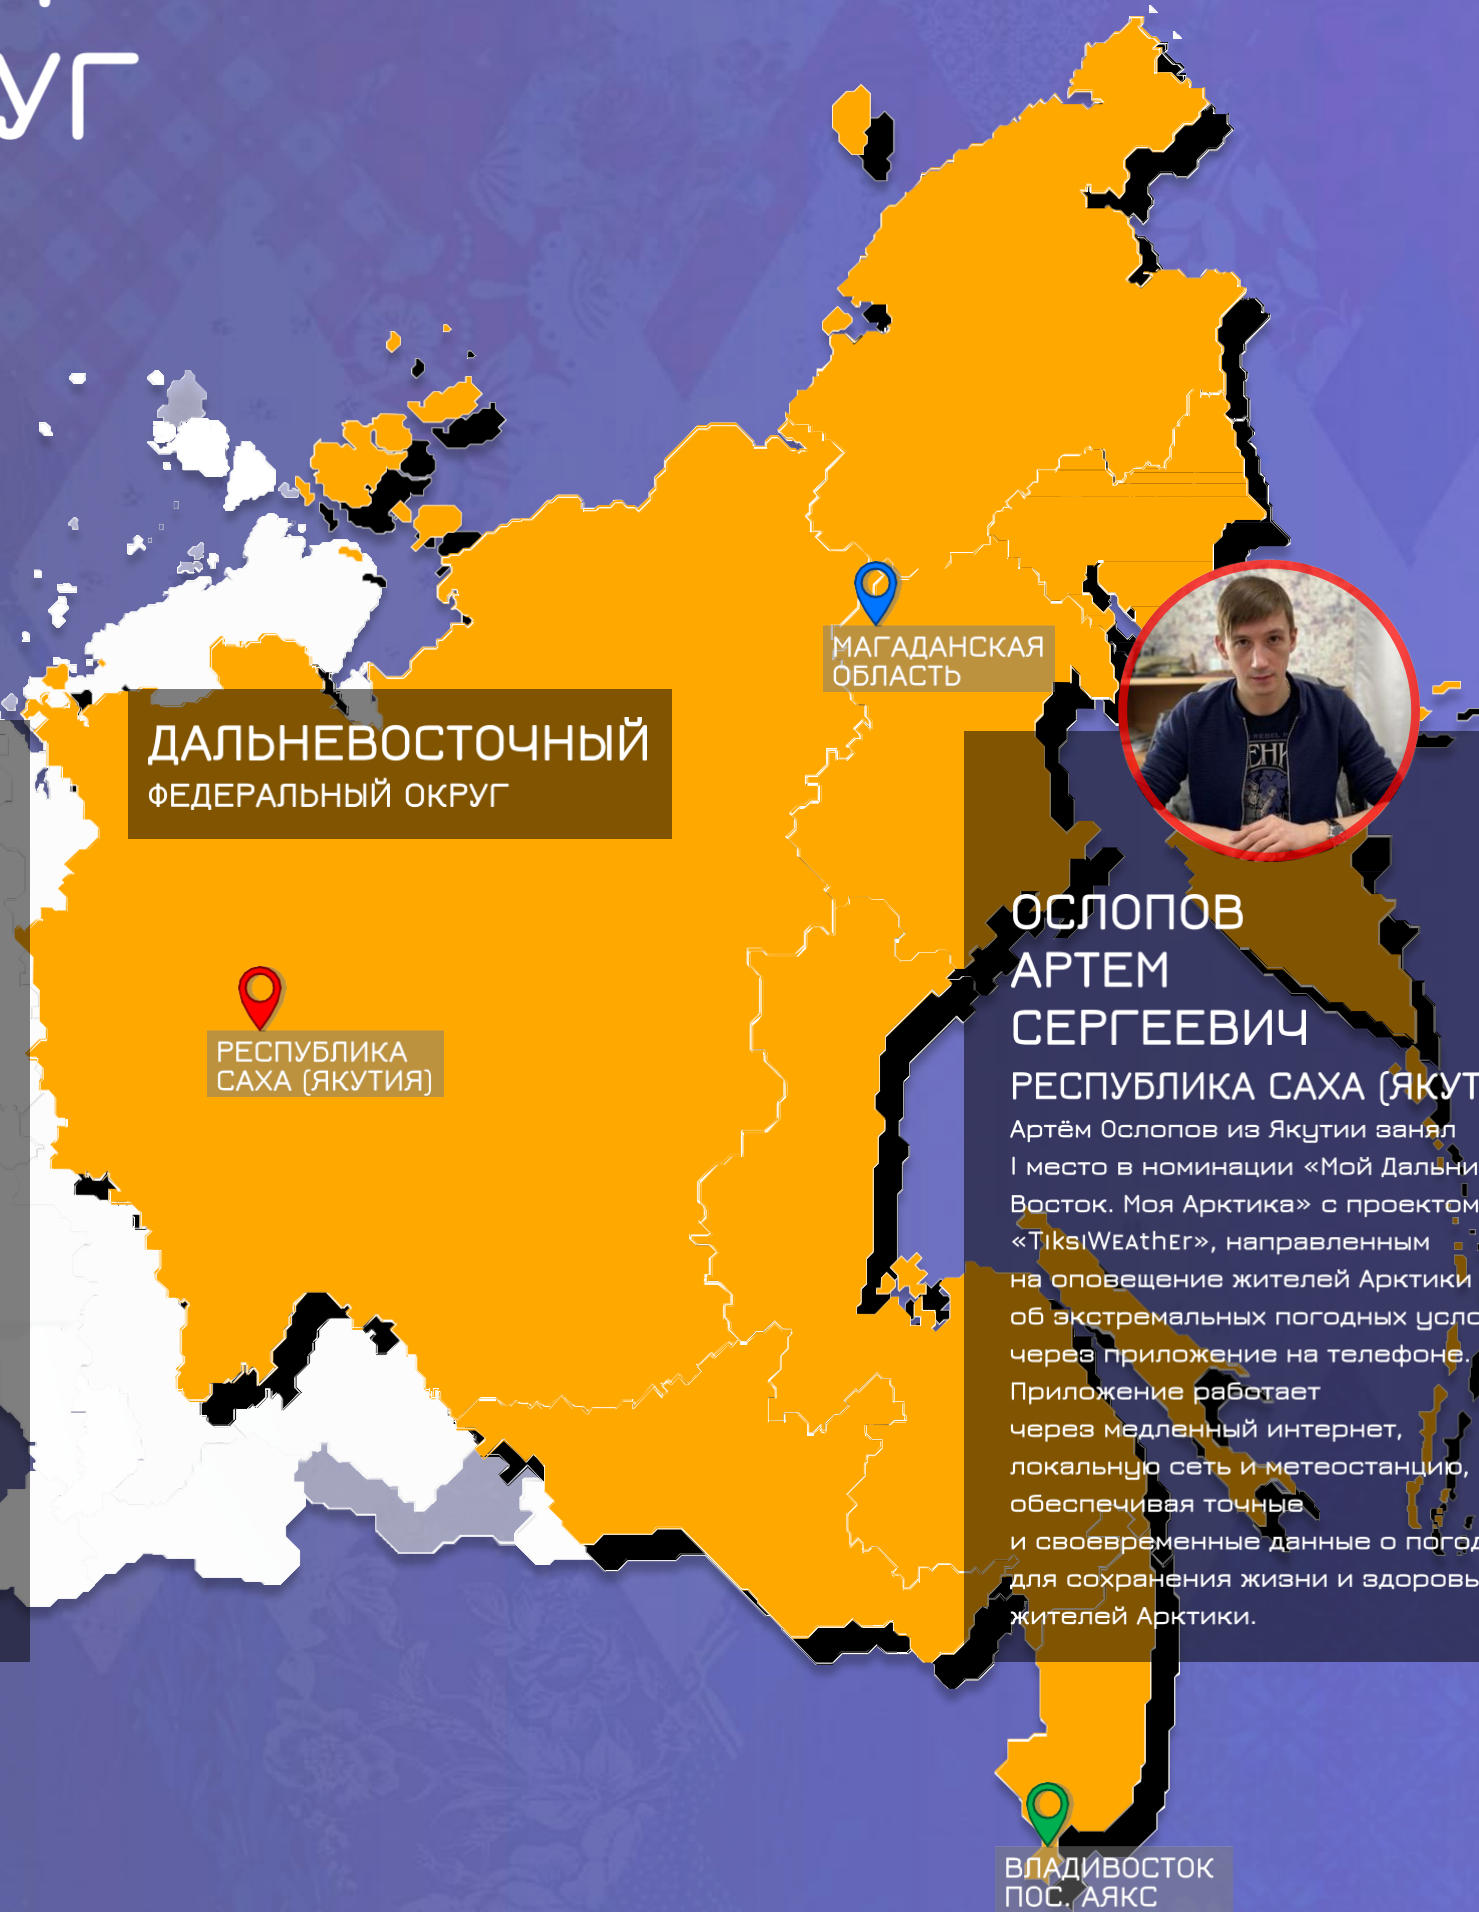 УГ
МАГАДАНСКАЯ
ОБЛАСТЬ
ДАЛЬНЕВОСТОЧНЫЙ
ФЕДЕРАЛЬНЫЙ ОКРУГ
РЕСПУБЛИКА
САХА (ЯКУТИЯ)
ЕНИ
ОСЛОПОВ
АРТЕМ
СЕРГЕЕВИЧ
РЕСПУБЛИКА САХА (ЯКУТ
Артём Ослопов из Якутии занял
I место в номинации «Мой Дальни
Восток. Моя Арктика» с проектом
«TIksIWEAthEr», направленным
на оповещение жителей Арктики
об экстремальных погодных усло
через приложение на телефоне.
Приложение работает
через медленный интернет,
локальную сеть и метеостанцию,
обеспечивая точные
и своевременные данные о погод
для сохранения жизни и здоровь
жителей Арктики.
ВЛАДИВОСТОК
ПОС. АЯКС